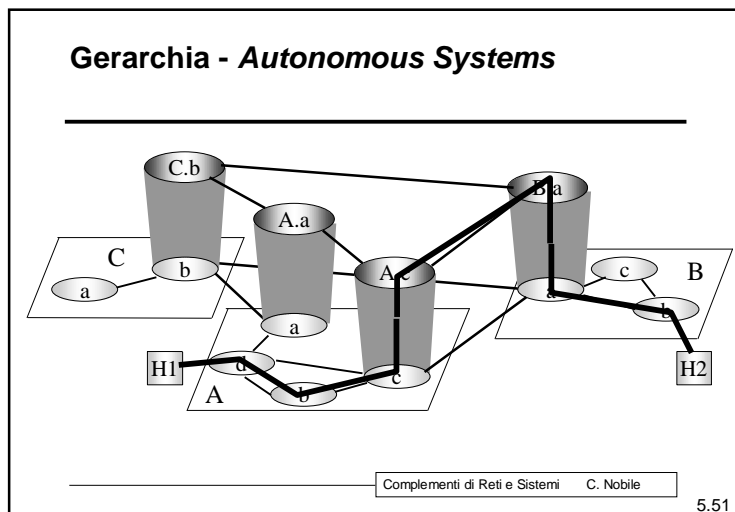 Gerarchia - Autonomous Systems
C.b
B.a
A.a
C
b
A.c
a
a
c
B
b
a
H1
d
c
H2
A
b
Complementi di Reti e Sistemi C. Nobile
5.51